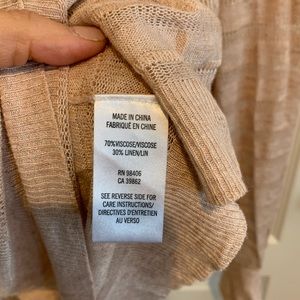 MADE IN CHINA
FABRIQUÉ EN CHINE
70%VISCOSE/VISCOSE
30% LINEN/LIN
RN 98406
CA 39862
SEE REVERSE SIDE FOR
CARE INSTRUCTIONS/
DIRECTIVES D'ENTRETIEN
AU VERSO